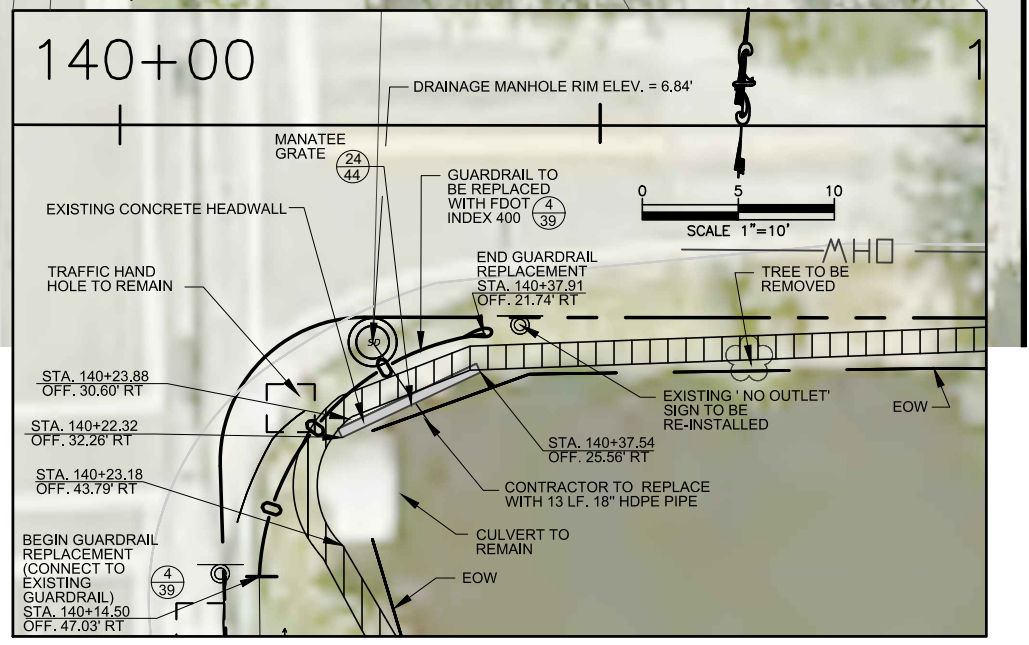 140+00
1
DRAINAGE MANHOLE RIM ELEV. = 6.84'
MANATEE
GRATE
24
44
GUARDRAIL TO
BE REPLACED
WITH FDOT
INDEX 400
4
39
0 5 10
SCALE 1"=10'
EXISTING CONCRETE HEADWALL
OHW
TRAFFIC HAND
HOLE TO REMAIN
END GUARDRAIL
REPLACEMENT
STA. 140+37.91
OFF. 21.74' RT
TREE TO BE
REMOVED
SD
STA. 140+23.88
OFF. 30.60' RT
EXISTING ' NO OUTLET'
SIGN TO BE
RE-INSTALLED
EOW
STA. 140+22.32
OFF. 32.26' RT
STA. 140+37.54
OFF. 25.56' RT
STA. 140+23.18
OFF. 43.79' RT
CONTRACTOR TO REPLACE
WITH 13 LF. 18" HDPE PIPE
CULVERT TO
REMAIN
BEGIN GUARDRAIL
REPLACEMENT
(CONNECT TO
EXISTING
GUARDRAIL)
STA. 140+14.50
OFF. 47.03' RT
4
39
EOW